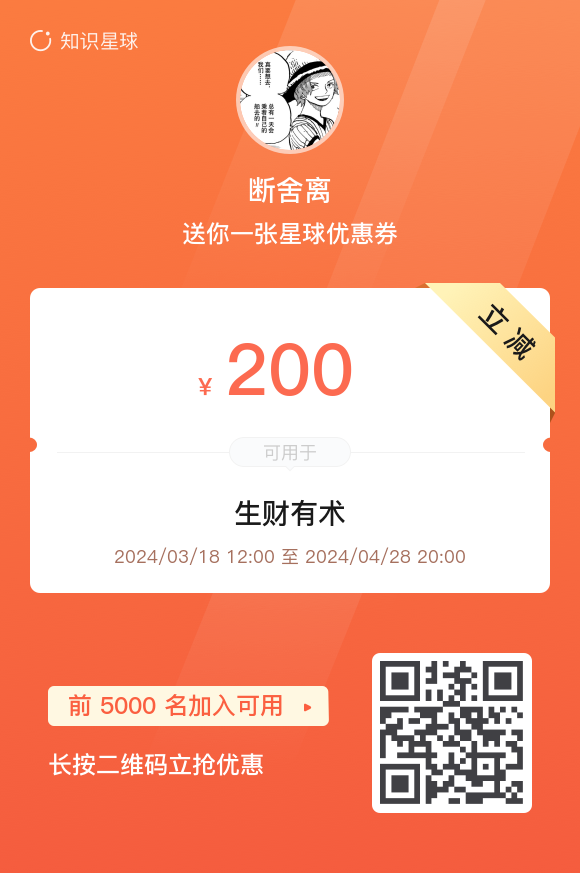 知识星球
真要想去，
我们……
总有一天会
乘着自己的
船去的!!
断舍离
送你一张星球优惠券
立减
¥ 200
可用于
生财有术
2024/03/18 12:00 至 2024/04/28 20:00
前 5000 名加入可用
长按二维码立抢优惠